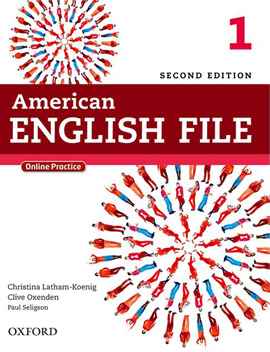 1
SECOND EDITION
American
ENGLISH FILE
Online Practice
Christina Latham-Koenig
Clive Oxenden
Paul Seligson
OXFORD